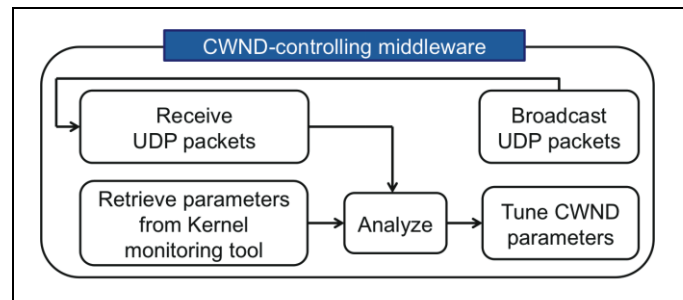 CWND-controlling middleware
Receive
UDP packets
Broadcast
UDP packets
Retrieve parameters
from Kernel
monitoring tool
Analyze
Tune CWND
parameters